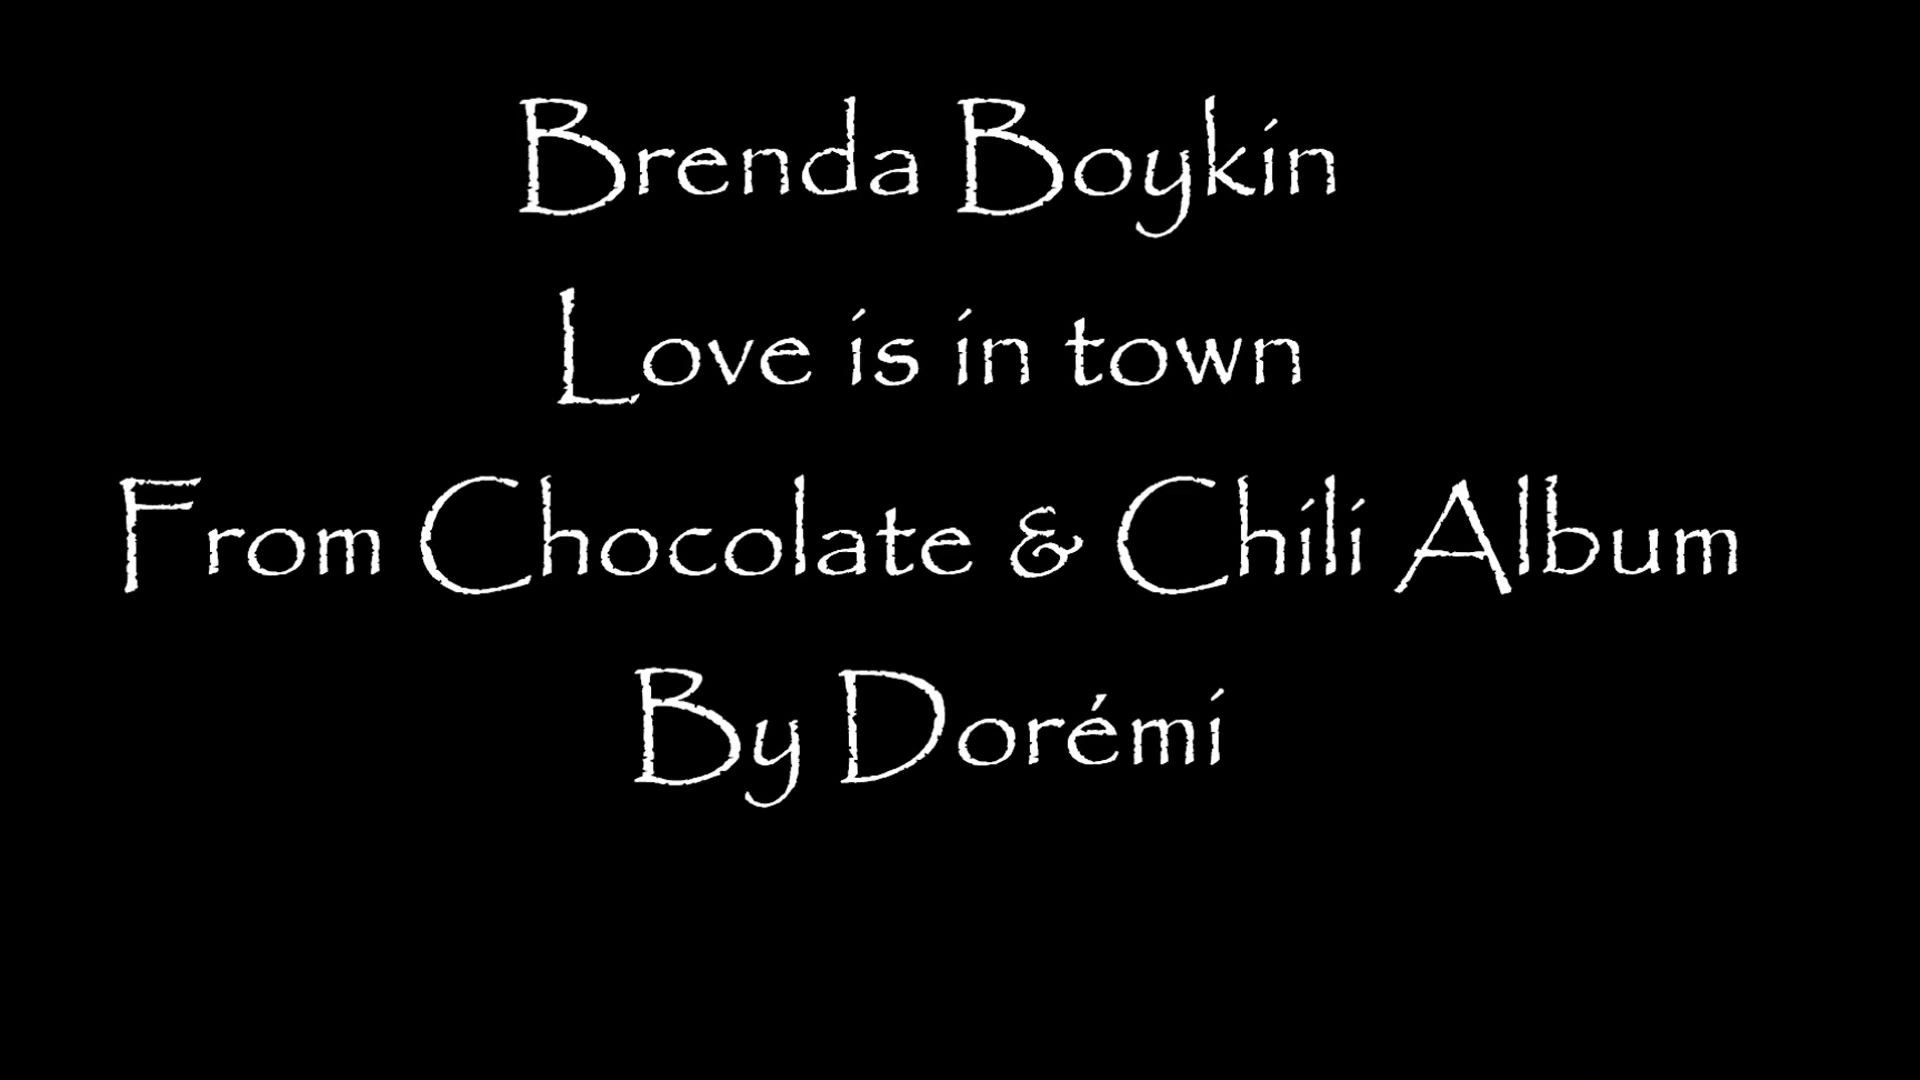 Brenda Boykin
Love is in town
From Chocolate & Chili Album
By Dorémi